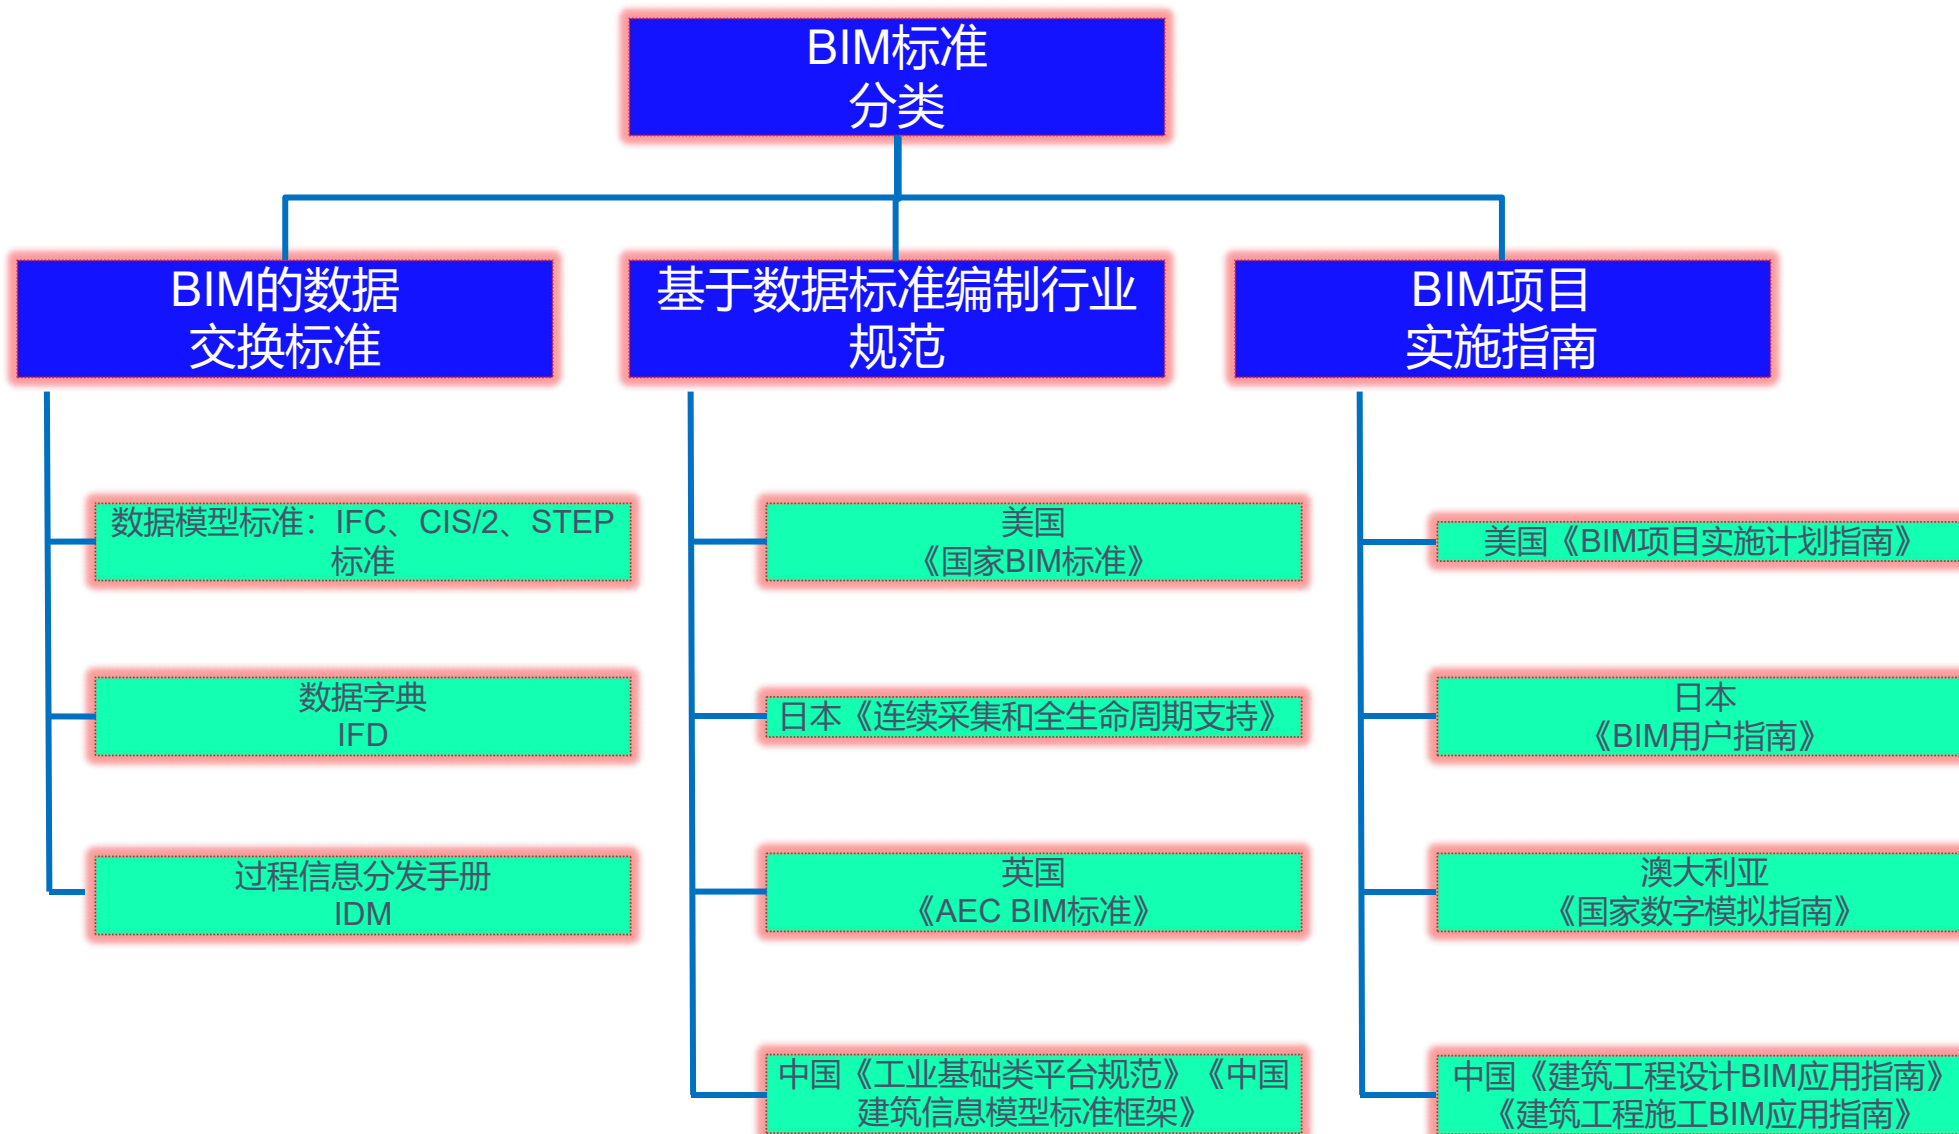 BIM标准
分类
BIM的数据
交换标准
基于数据标准编制行业
规范
BIM项目
实施指南
数据模型标准：IFC、CIS/2、STEP
标准
数据字典
IFD
过程信息分发手册
IDM
美国
《国家BIM标准》
日本《连续采集和全生命周期支持》
英国
《AEC BIM标准》
中国《工业基础类平台规范》《中国
建筑信息模型标准框架》
美国《BIM项目实施计划指南》
日本
《BIM用户指南》
澳大利亚
《国家数字模拟指南》
中国《建筑工程设计BIM应用指南》
《建筑工程施工BIM应用指南》